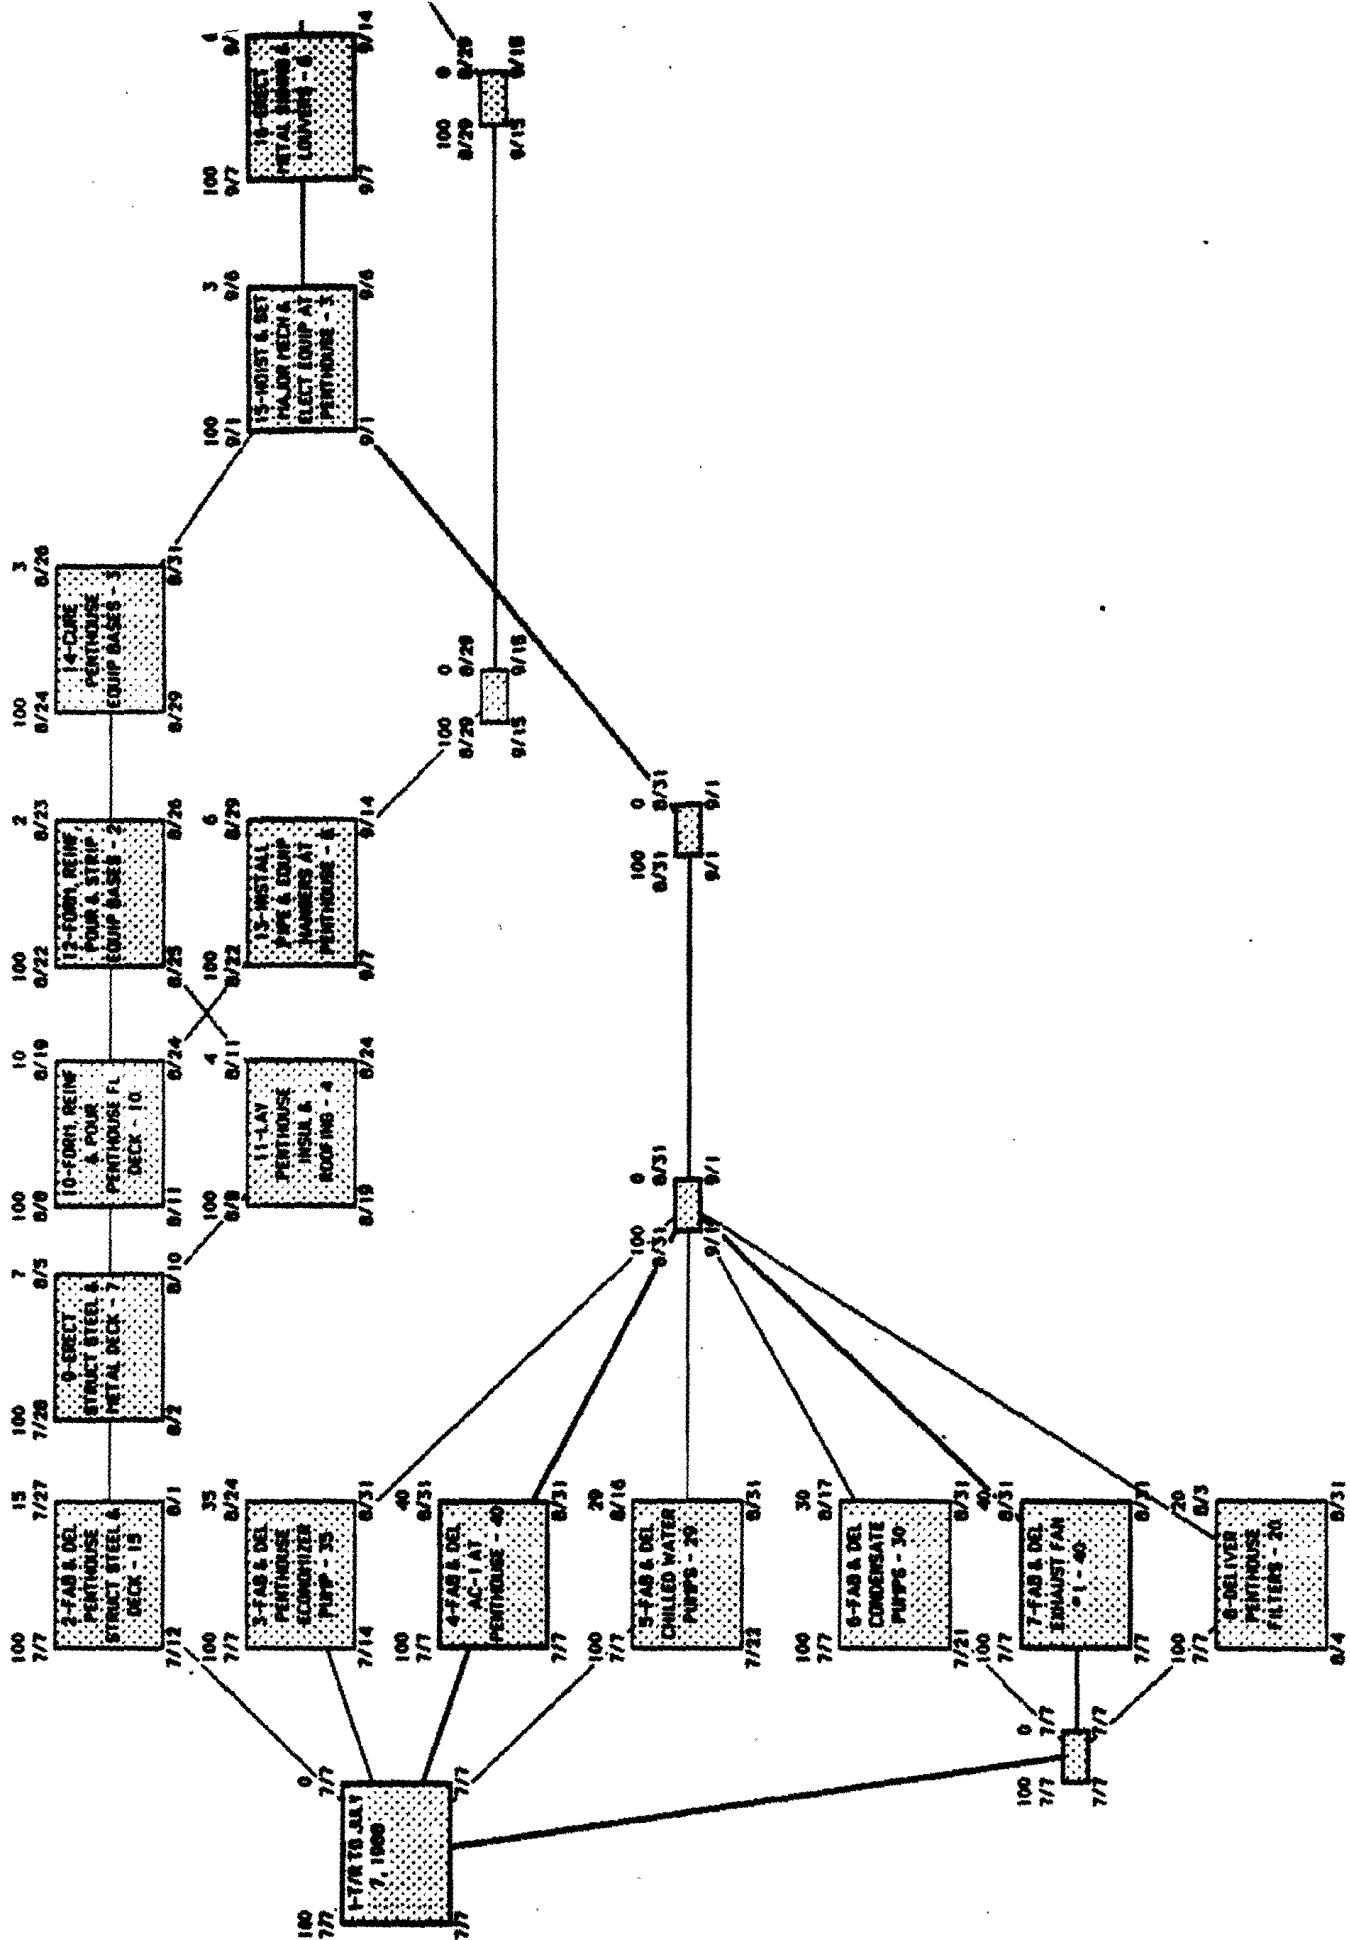 100 15
7/7 7/27
2-FAB & DEL
PENTHOUSE
STRUCT STEEL &
DECK - 15
7/12 8/1
100 7
7/28 8/5
9-ERECT
STRUCT STEEL &
METAL DECK - 7
8/2 8/10
100 10
8/8 8/19
10-FORM, REINF
& POUR
PENTHOUSE FL
DECK - 10
8/11 8/24
100 2
8/22 8/23
12-FORM, REINF,
POUR & STRIP
EQUIP BASES - 2
8/25 8/26
100 3
8/24 8/26
14-CURE
PENTHOUSE
EQUIP BASES - 3
8/29 8/31
100 35
7/7 8/24
3-FAB & DEL
PENTHOUSE
ECONOMIZER
PUMP - 35
7/14 8/31
100 4
8/8 8/11
11-LAY
PENTHOUSE
INSUL &
ROOFING - 4
8/19 8/24
100 6
8/22 8/29
13-INSTALL
PIPE & EQUIP
HANGERS AT
PENTHOUSE - 6
9/7 9/14
100 3
9/1 9/6
15-HOIST & SET
MAJOR MECH &
ELECT EQUIP AT
PENTHOUSE - 3
9/1 9/6
100
9/7
16-ERECT
METAL SIDING &
LOUVERS - 6
9/7 9/14
0
7/7 7/7
1-T/R TO JULY
7/7 7/7
100 40
7/7 8/31
4-FAB & DEL
AC-1 AT
PENTHOUSE - 40
7/7 8/31
100 0
8/29 8/29
9/15 9/15
100 0
8/29 8/29
9/15 9/15
100 29
7/7 8/16
5-FAB & DEL
CHILLED WATER
PUMPS - 29
7/22 8/31
100 0
8/31 8/31
9/1 9/1
100 0
8/31 8/31
9/1 9/1
100 30
7/7 8/17
6-FAB & DEL
CONDENSATE
PUMPS - 30
7/21 8/31
100 0
7/7 7/7
7/7 7/7
100 40
7/7 8/31
7-FAB & DEL
EXHAUST FAN
#1 - 40
7/7 8/31
100 20
7/7 8/3
8-DELIVER
PENTHOUSE
FILTERS - 20
8/4 8/31